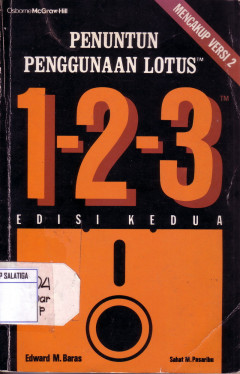 Osborne McGraw-Hill
MENCAKUP VERSI 2
PENUNTUN
PENGGUNAAN LOTUS™
1-2-3™
EDISI KEDUA
P SALATIGA
Edward M. Baras
Sahat M. Pasaribu